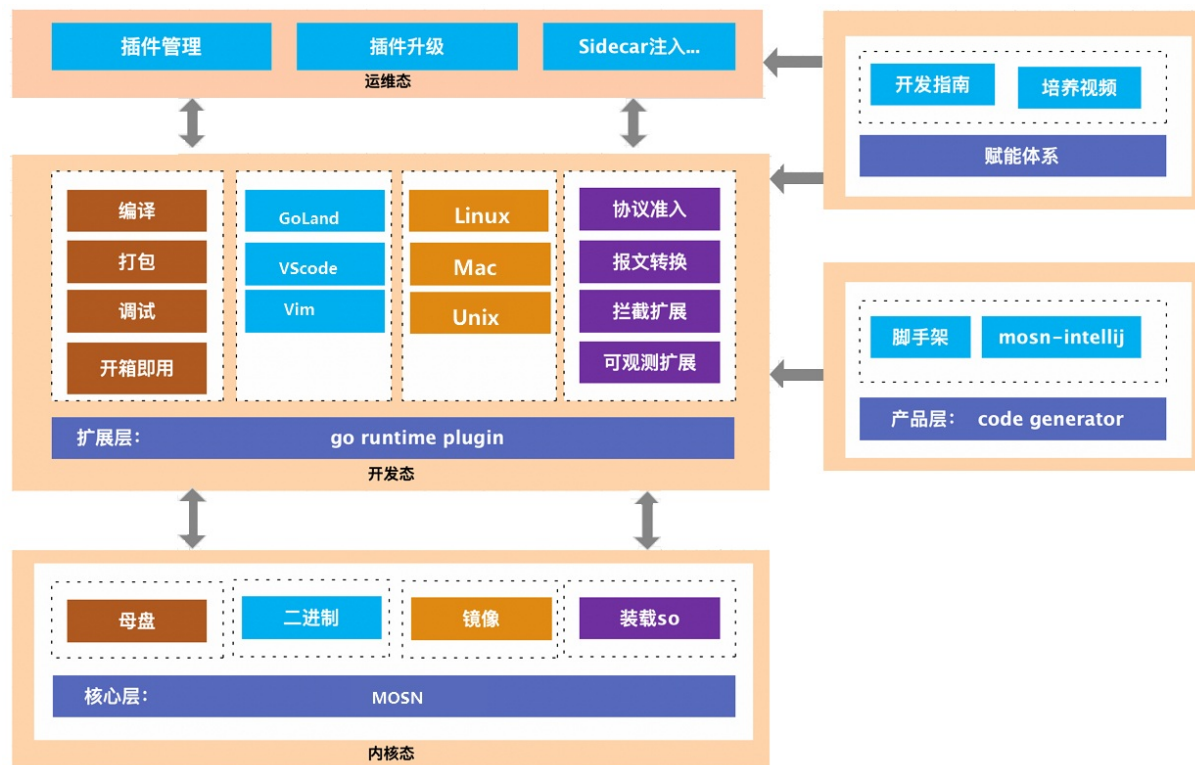 插件管理
插件升级
Sidecar注入...
运维态
开发指南
培养视频
赋能体系
编译
打包
调试
开箱即用
GoLand
VScode
Vim
Linux
Mac
Unix
协议准入
报文转换
拦截扩展
可观测扩展
扩展层： go runtime plugin
开发态
脚手架
mosn-intellij
产品层： code generator
母盘
二进制
镜像
装载so
核心层： MOSN
内核态